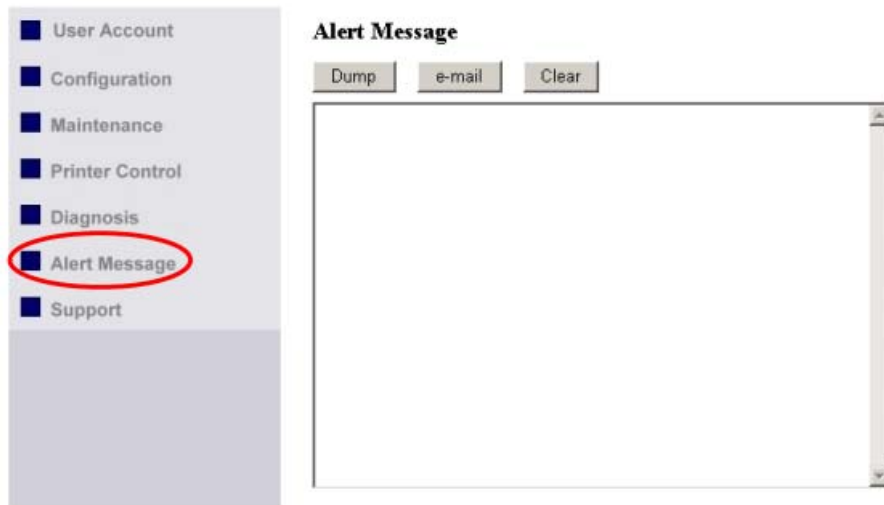 User Account
Configuration
Maintenance
Printer Control
Diagnosis
Alert Message
Support
Alert Message
Dump e-mail Clear